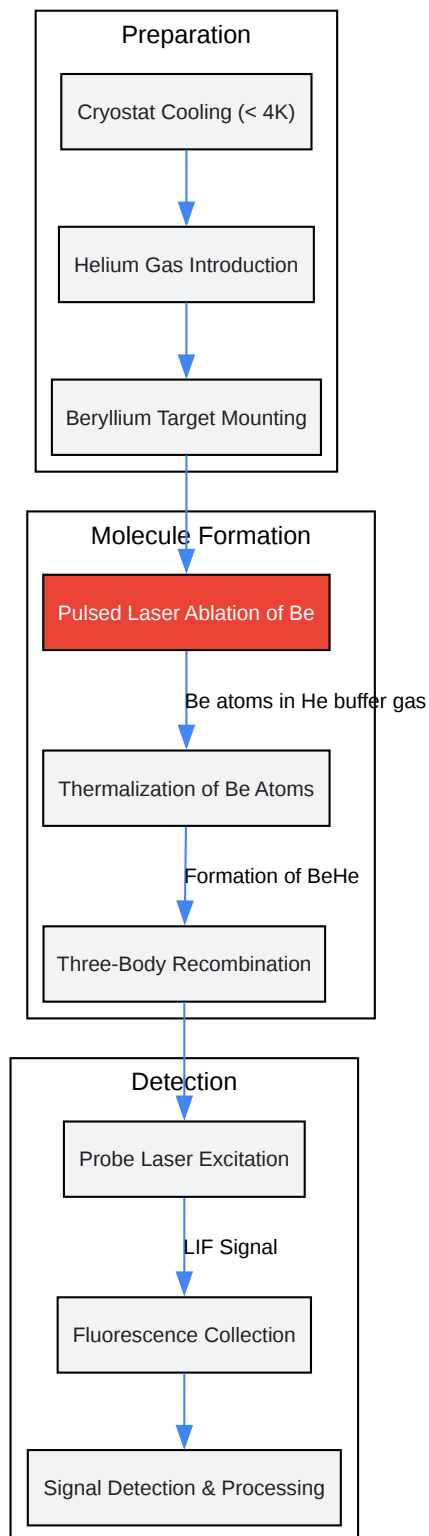 Preparation
Cryostat Cooling (< 4K)
Helium Gas Introduction
Beryllium Target Mounting
Molecule Formation
Pulsed Laser Ablation of Be
Be atoms in He buffer gas
Thermalization of Be Atoms
Formation of BeHe
Three-Body Recombination
Detection
Probe Laser Excitation
LIF Signal
Fluorescence Collection
Signal Detection & Processing